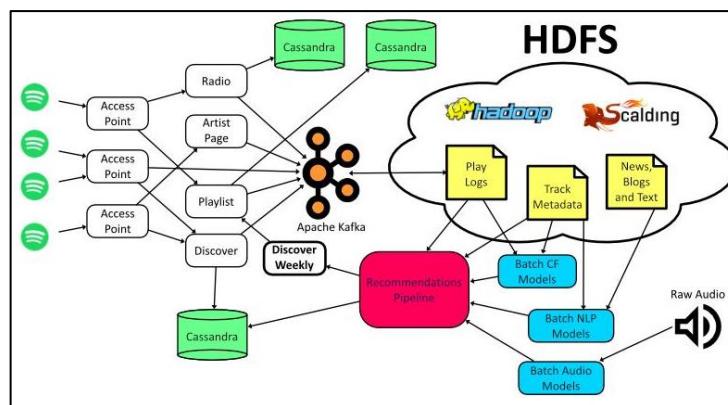 HDFS
Cassandra
Cassandra
Radio
hadoop
Scalding
Access
Point
Artist
Page
Play
Logs
Track
Metadata
News,
Blogs
and Text
Access
Point
Apache Kafka
Playlist
Access
Point
Discover
Discover
Weekly
Recommendations
Pipeline
Batch CF
Models
Raw Audio
Cassandra
Batch NLP
Models
Batch Audio
Models